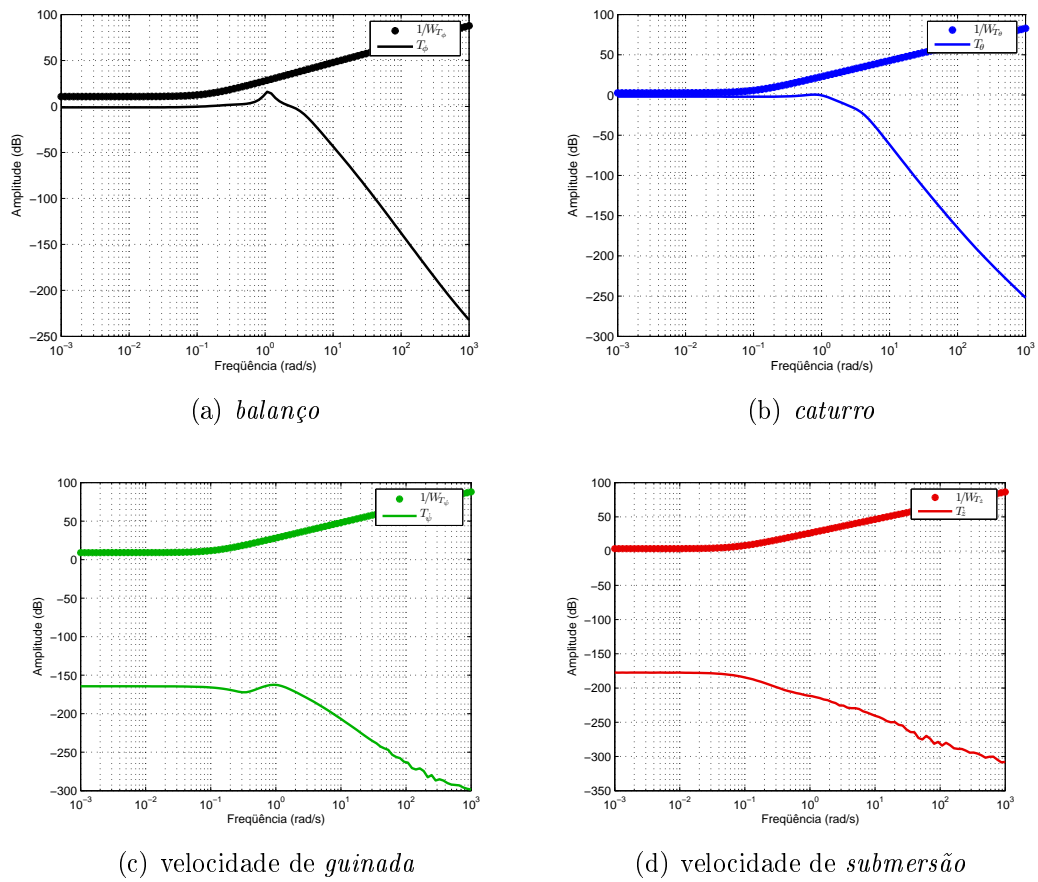 100
50
0
−50
−100
−150
−200
−250
10^−3 10^−2 10^−1 10^0 10^1 10^2 10^3
Freqüência (rad/s)
Amplitude (dB)
1/W_{T_ϕ}
T_ϕ
(a) balanço
100
50
0
−50
−100
−150
−200
−250
−300
10^−3 10^−2 10^−1 10^0 10^1 10^2 10^3
Freqüência (rad/s)
Amplitude (dB)
1/W_{T_θ}
T_θ
(b) caturro
100
50
0
−50
−100
−150
−200
−250
−300
10^−3 10^−2 10^−1 10^0 10^1 10^2 10^3
Freqüência (rad/s)
Amplitude (dB)
1/W_{T_ψ̇}
T_ψ̇
(c) velocidade de guinada
100
50
0
−50
−100
−150
−200
−250
−300
−350
10^−3 10^−2 10^−1 10^0 10^1 10^2 10^3
Freqüência (rad/s)
Amplitude (dB)
1/W_{T_ż}
T_ż
(d) velocidade de submersão